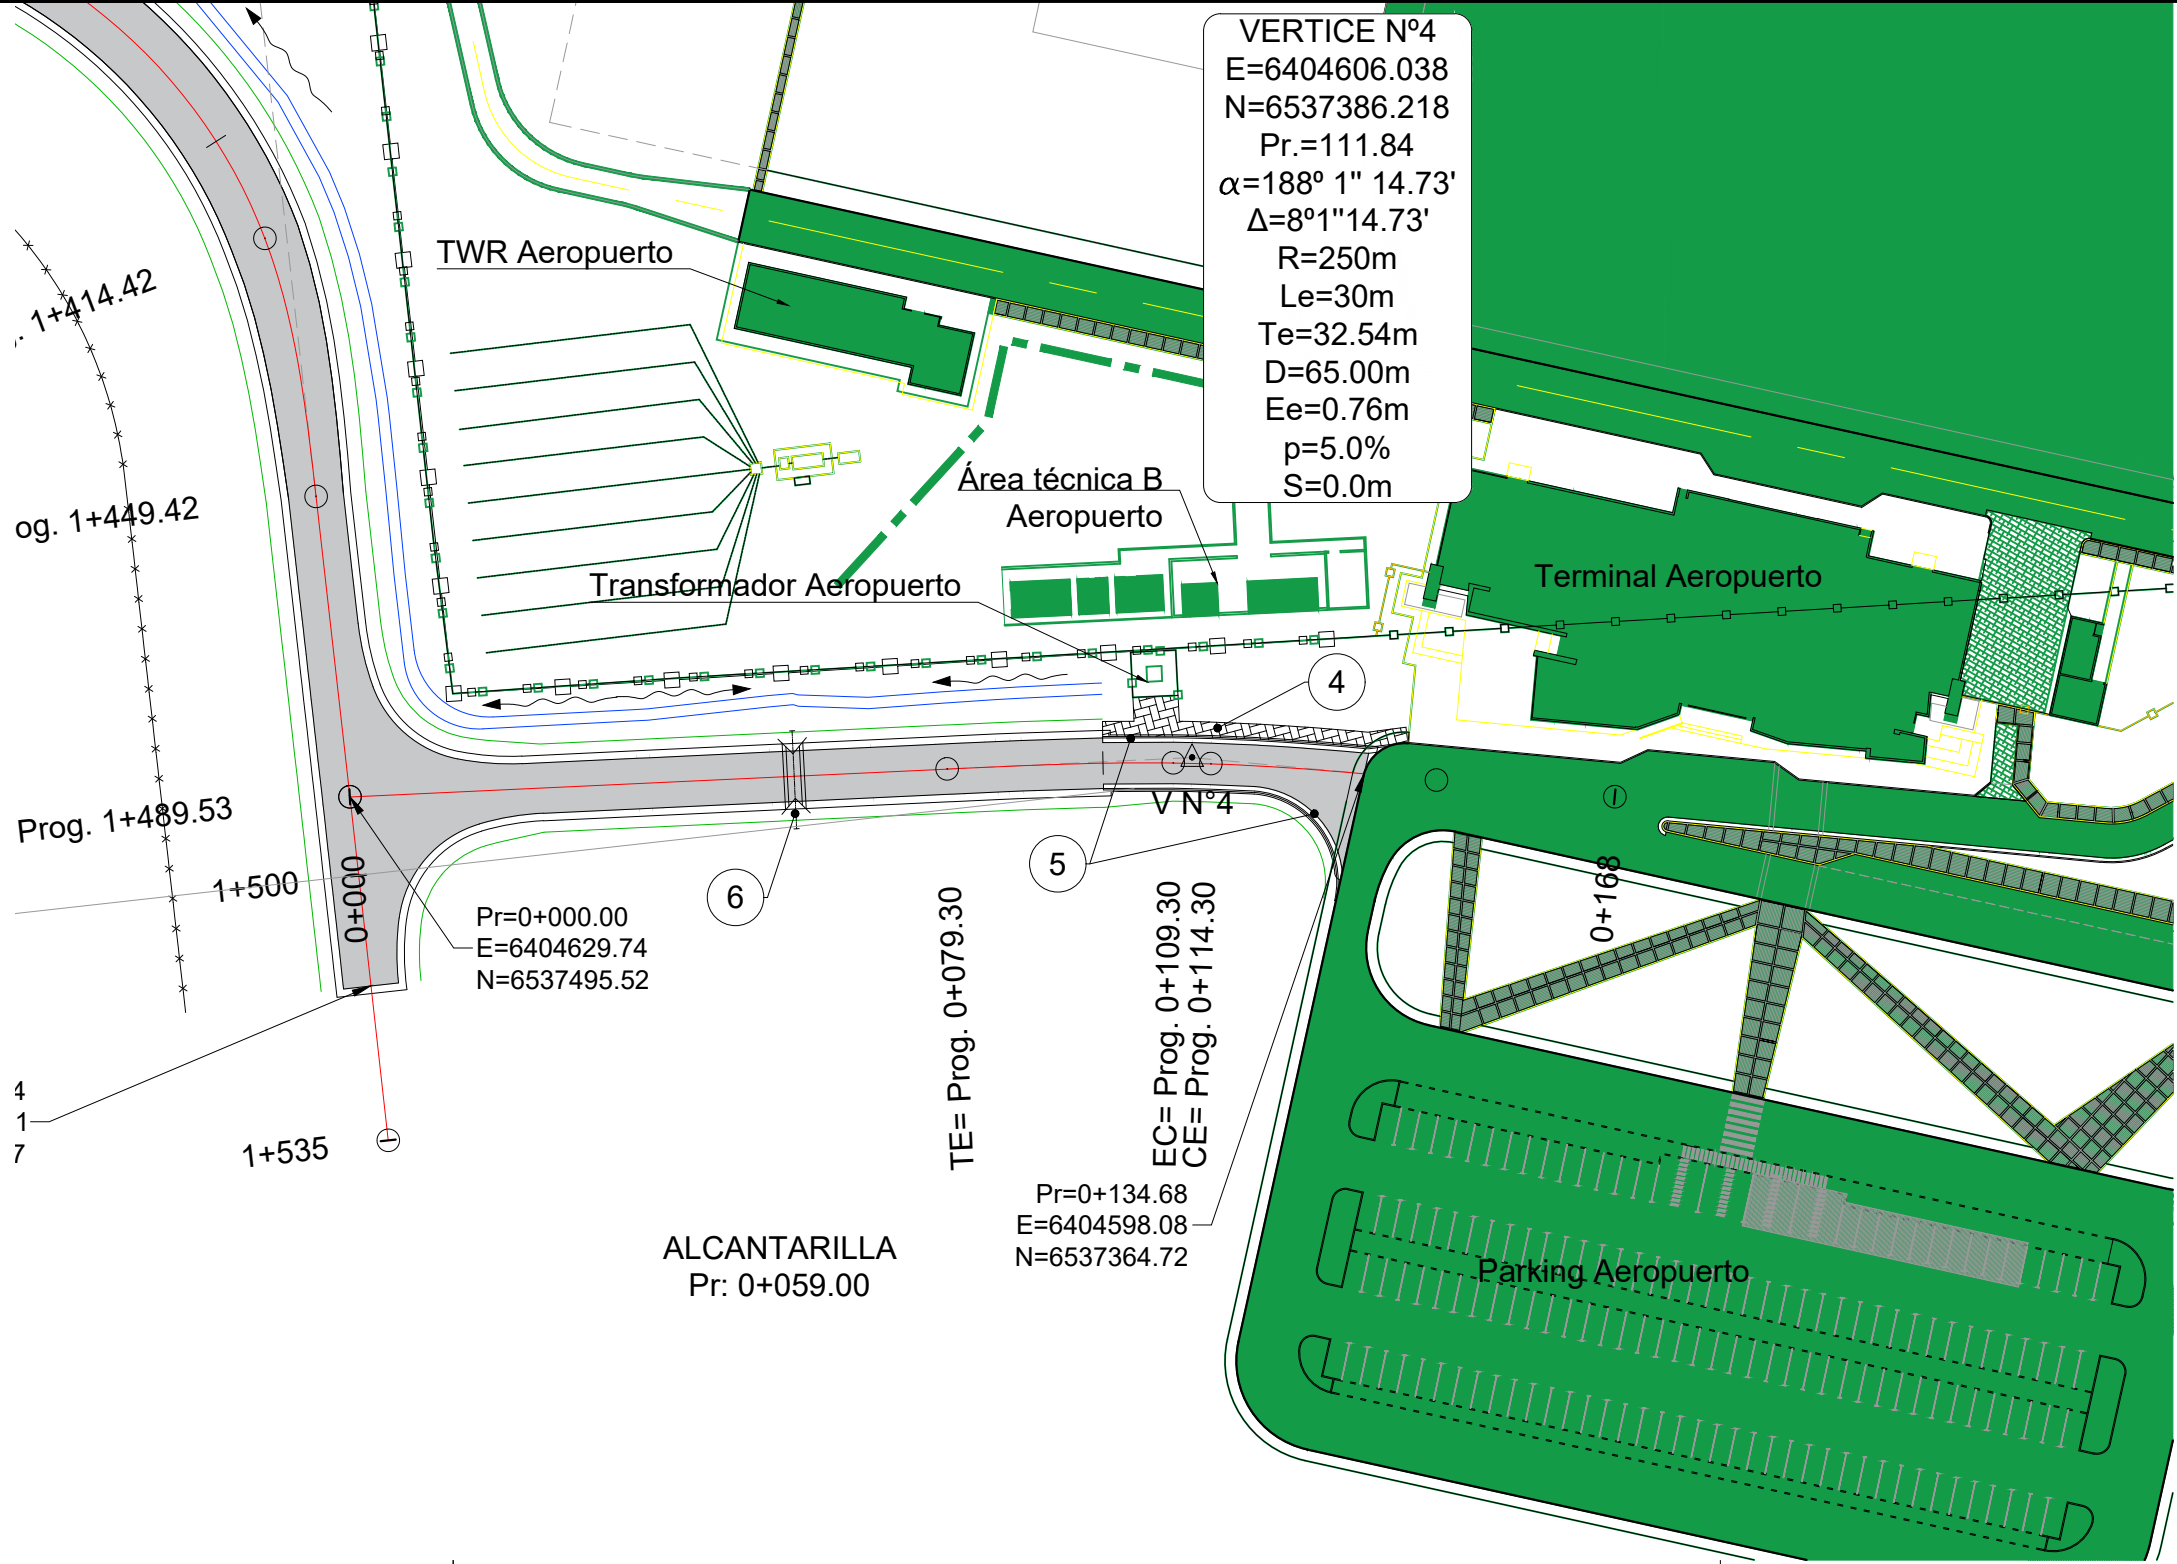 VERTICE Nº4
E=6404606.038
N=6537386.218
Pr.=111.84
α=188º 1'' 14.73'
Δ=8º1''14.73'
R=250m
Le=30m
Te=32.54m
D=65.00m
Ee=0.76m
p=5.0%
S=0.0m
TWR Aeropuerto
. 1+414.42
Área técnica B
Aeropuerto
og. 1+449.42
Transformador Aeropuerto
Terminal Aeropuerto
4
V N°4
Prog. 1+489.53
5
6
1+500
0+000
0+168
Pr=0+000.00
E=6404629.74
N=6537495.52
TE= Prog. 0+079.30
EC= Prog. 0+109.30
CE= Prog. 0+114.30
4
1
7
1+535
Pr=0+134.68
E=6404598.08
N=6537364.72
ALCANTARILLA
Pr: 0+059.00
Parking Aeropuerto